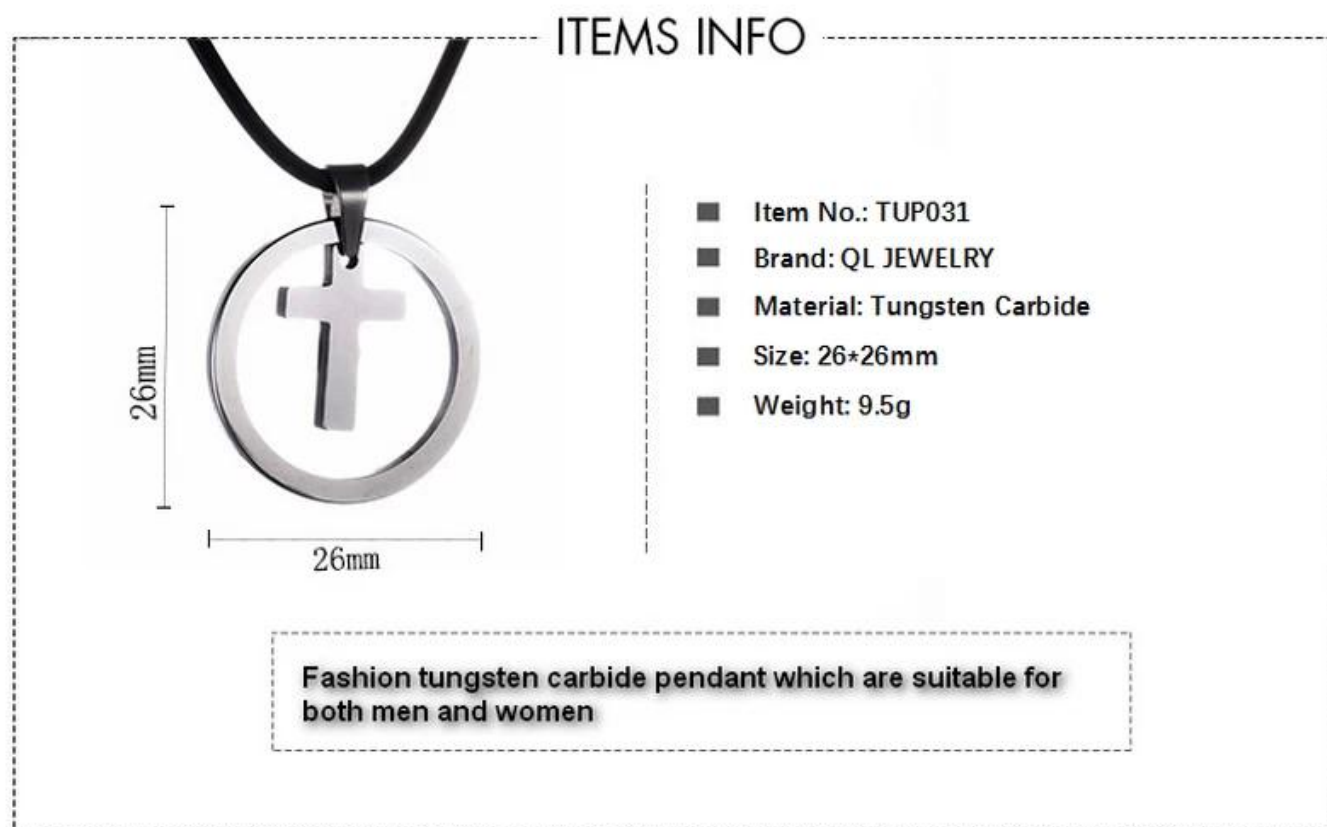 ITEMS INFO
26mm
26mm
Item No.: TUP031
Brand: QL JEWELRY
Material: Tungsten Carbide
Size: 26*26mm
Weight: 9.5g
Fashion tungsten carbide pendant which are suitable for
both men and women